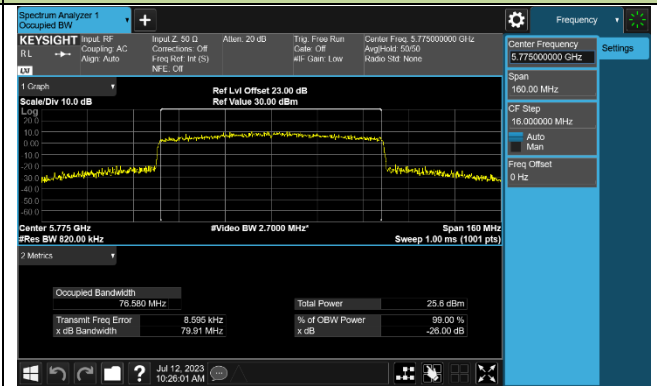 Spectrum Analyzer 1
Occupied BW
KEYSIGHT
RL
LXI
Input: RF
Coupling: AC
Align: Auto
Input Z: 50 Ω
Corrections: Off
Freq Ref: Int (S)
NFE: Off
Atten: 20 dB
Trig: Free Run
Gate: Off
#IF Gain: Low
Center Freq: 5.775000000 GHz
Avg|Hold: 50/50
Radio Std: None
1 Graph
Scale/Div 10.0 dB
Ref Lvl Offset 23.00 dB
Ref Value 30.00 dBm
Log
20.0
10.0
0.00
-10.0
-20.0
-30.0
-40.0
-50.0
-60.0
Center 5.775 GHz
#Video BW 2.7000 MHz*
Span 160 MHz
#Res BW 820.00 kHz
Sweep 1.00 ms (1001 pts)
2 Metrics
Occupied Bandwidth
76.580 MHz
Total Power 25.6 dBm
Transmit Freq Error 8.595 kHz
% of OBW Power 99.00 %
x dB Bandwidth 79.91 MHz
x dB -26.00 dB
?
Jul 12, 2023
10:26:01 AM
Frequency
Settings
Center Frequency
5.775000000 GHz
Span
160.00 MHz
CF Step
16.000000 MHz
Auto
Man
Freq Offset
0 Hz